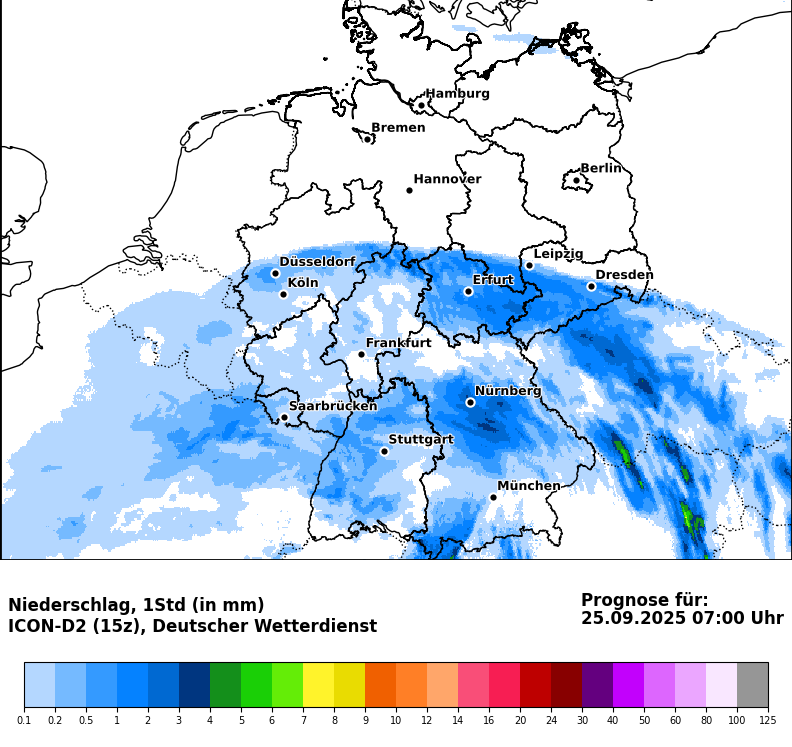 Hamburg
Bremen
Berlin
Hannover
Leipzig
Düsseldorf
Dresden
Köln
Erfurt
Frankfurt
Nürnberg
Saarbrücken
Stuttgart
München
Niederschlag, 1Std (in mm)
ICON-D2 (15z), Deutscher Wetterdienst
Prognose für:
25.09.2025 07:00 Uhr
0.1 0.2 0.5 1 2 3 4 5 6 7 8 9 10 12 14 16 20 24 30 40 50 60 80 100 125